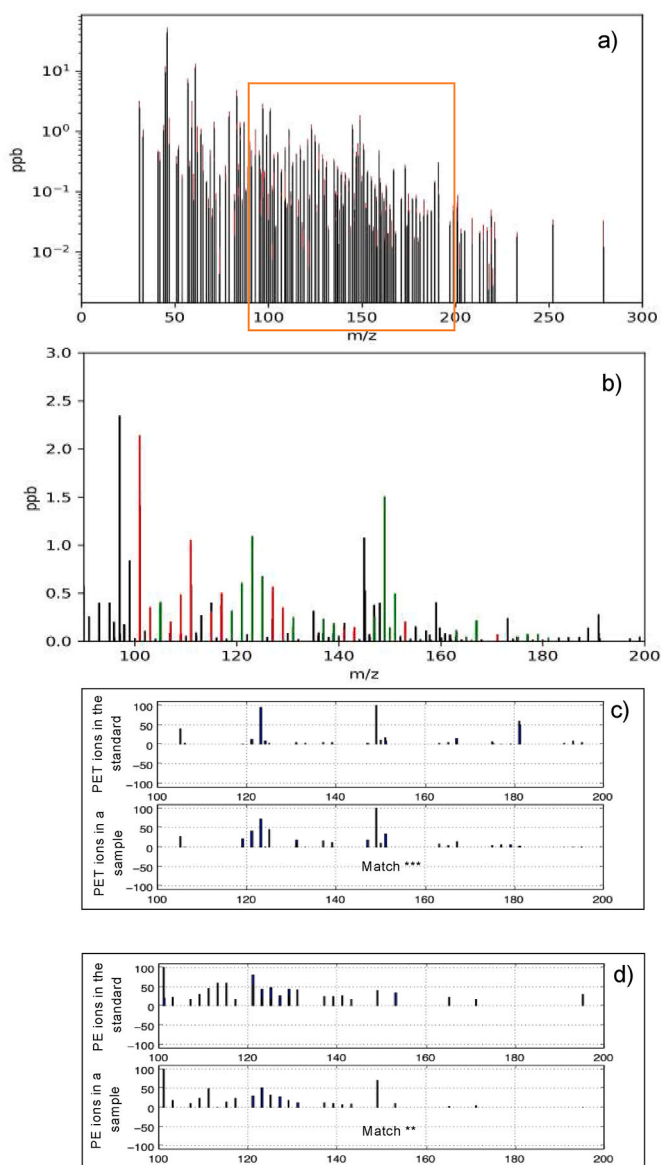 a)
10¹
10⁰
10⁻¹
10⁻²
ppb
0 50 100 150 200 250 300
m/z
b)
3.0
2.5
2.0
1.5
1.0
0.5
0.0
ppb
100 120 140 160 180 200
m/z
c)
PET ions in the
standard
100
50
0
−50
−100
100 120 140 160 180 200
PET ions in a
sample
100
50
0
−50
−100
Match ***
100 120 140 160 180 200
d)
PE ions in the
standard
100
50
0
−50
−100
100 120 140 160 180 200
PE ions in a
sample
100
50
0
−50
−100
Match **
100 120 140 160 180 200